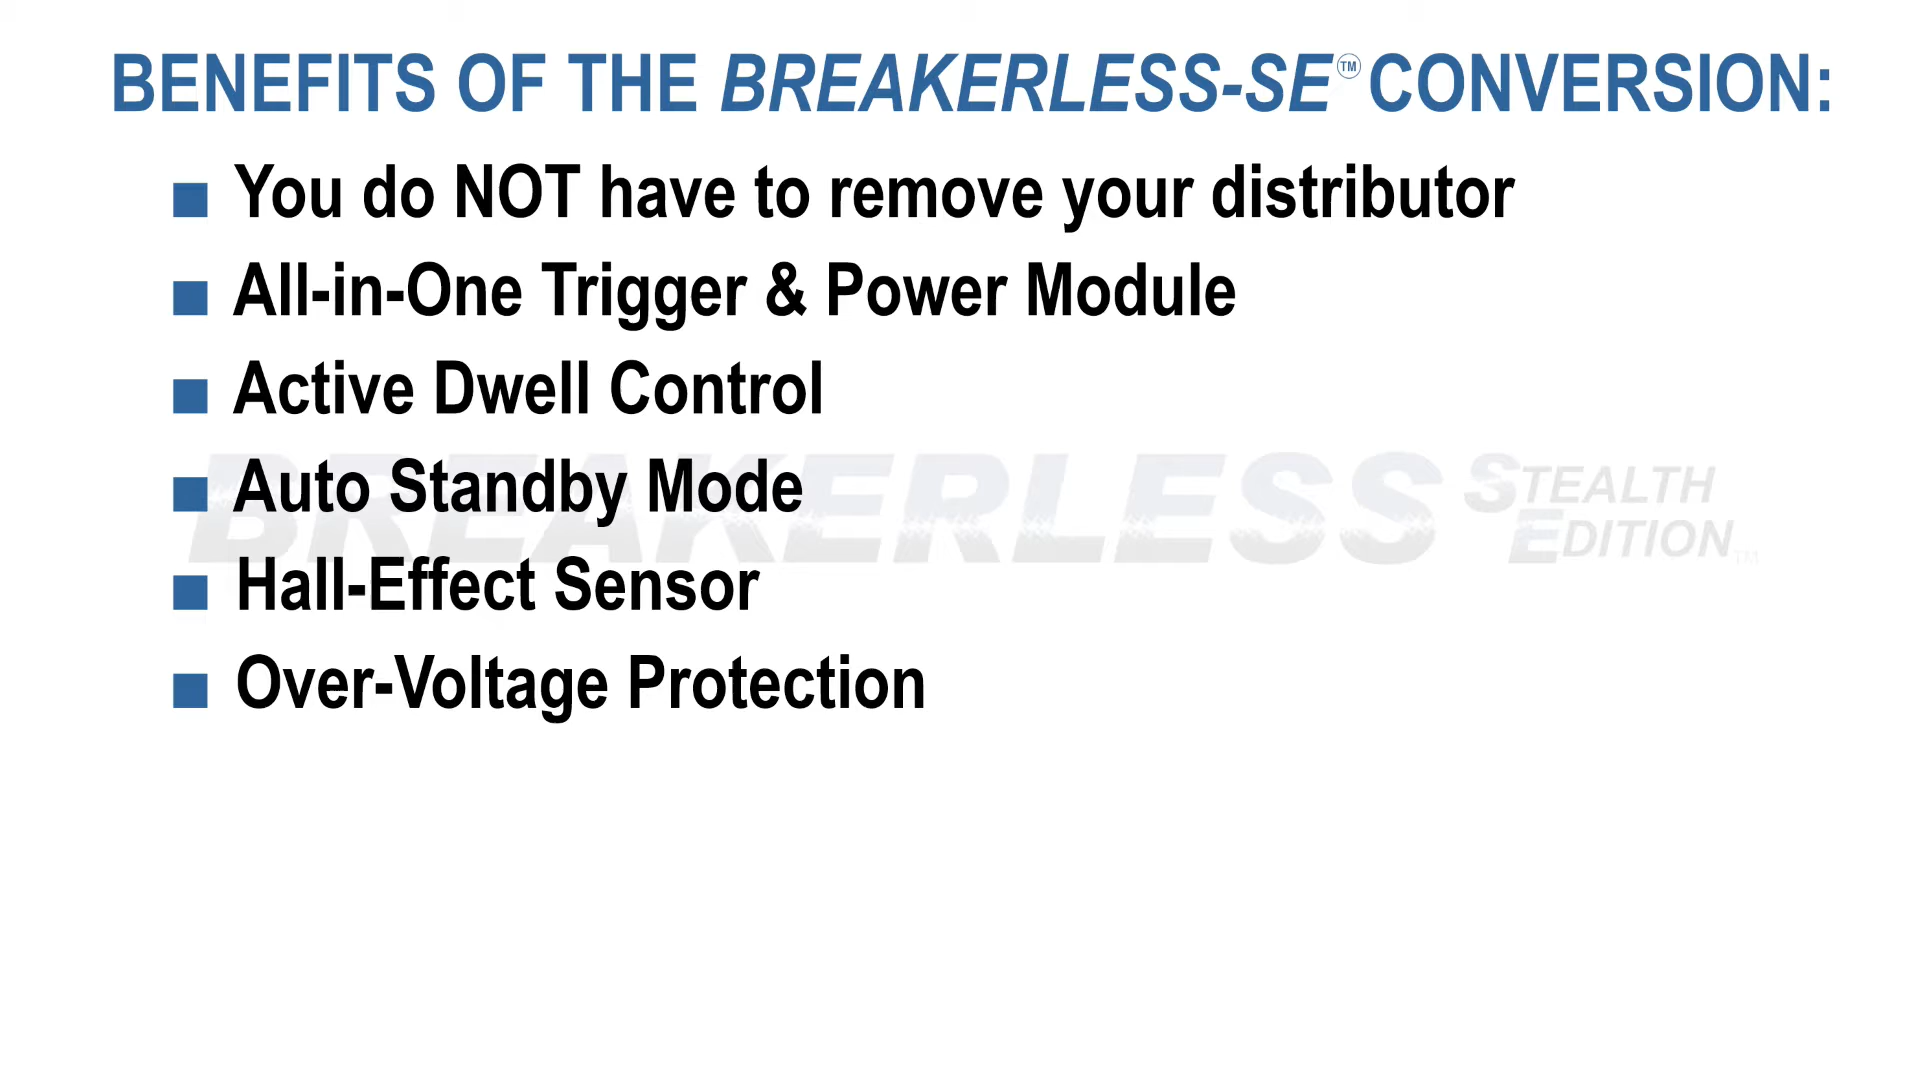 BENEFITS OF THE BREAKERLESS-SE™ CONVERSION:
■ You do NOT have to remove your distributor
■ All-in-One Trigger & Power Module
■ Active Dwell Control
■ Auto Standby Mode
■ Hall-Effect Sensor
■ Over-Voltage Protection
BREAKERLESS STEALTH
EDITION™